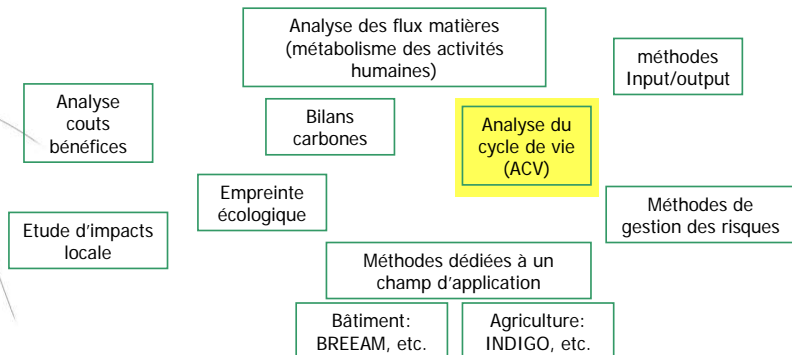 Analyse des flux matières
(métabolisme des activités
humaines)
méthodes
Input/output
Analyse
couts
bénéfices
Bilans
carbones
Analyse du
cycle de vie
(ACV)
Empreinte
écologique
Méthodes de
gestion des risques
Etude d'impacts
locale
Méthodes dédiées à un
champ d'application
Bâtiment:
BREEAM, etc.
Agriculture:
INDIGO, etc.